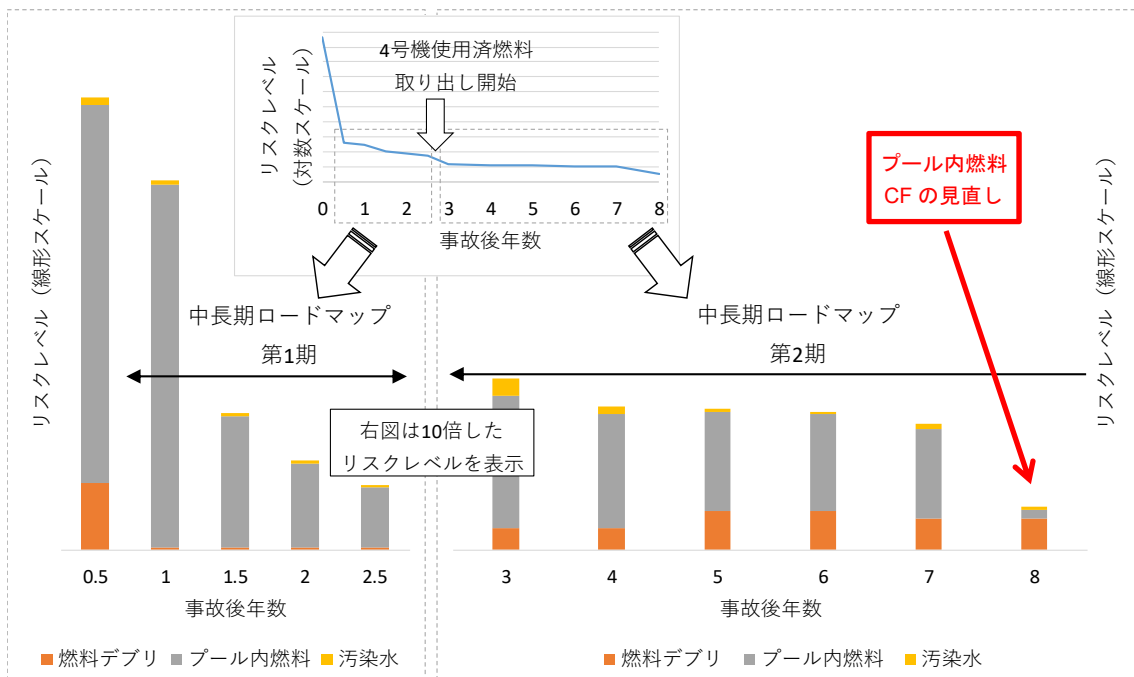 リスクレベル
（対数スケール）
4号機使用済燃料
取り出し開始
0 1 2 3 4 5 6 7 8
事故後年数
プール内燃料
CF の見直し
リスクレベル（線形スケール）
中長期ロードマップ
第1期
中長期ロードマップ
第2期
リスクレベル（線形スケール）
右図は10倍した
リスクレベルを表示
0.5 1 1.5 2 2.5
事故後年数
3 4 5 6 7 8
事故後年数
燃料デブリ プール内燃料 汚染水
燃料デブリ プール内燃料 汚染水